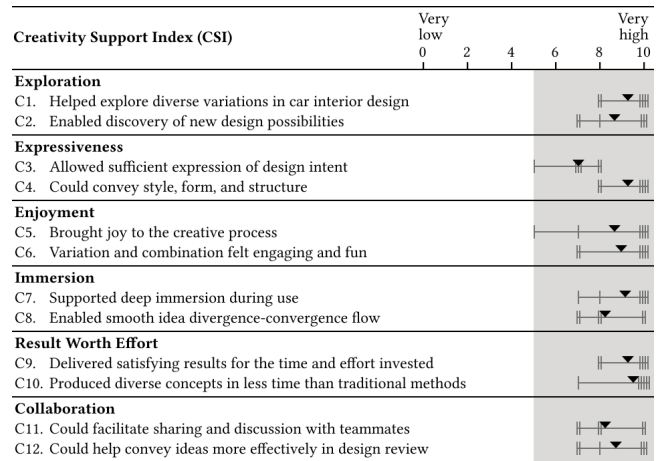 Creativity Support Index (CSI)
Very low
Very high
0 2 4 6 8 10
Exploration
C1. Helped explore diverse variations in car interior design
C2. Enabled discovery of new design possibilities
Expressiveness
C3. Allowed sufficient expression of design intent
C4. Could convey style, form, and structure
Enjoyment
C5. Brought joy to the creative process
C6. Variation and combination felt engaging and fun
Immersion
C7. Supported deep immersion during use
C8. Enabled smooth idea divergence-convergence flow
Result Worth Effort
C9. Delivered satisfying results for the time and effort invested
C10. Produced diverse concepts in less time than traditional methods
Collaboration
C11. Could facilitate sharing and discussion with teammates
C12. Could help convey ideas more effectively in design review